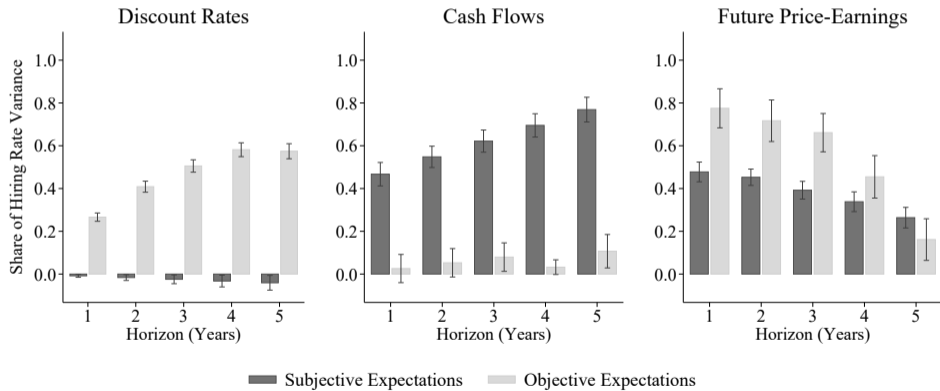 Discount Rates
Cash Flows
Future Price-Earnings
Share of Hiring Rate Variance
1.0
0.8
0.6
0.4
0.2
0.0
1 2 3 4 5
Horizon (Years)
1.0
0.8
0.6
0.4
0.2
0.0
1 2 3 4 5
Horizon (Years)
1.0
0.8
0.6
0.4
0.2
0.0
1 2 3 4 5
Horizon (Years)
Subjective Expectations
Objective Expectations